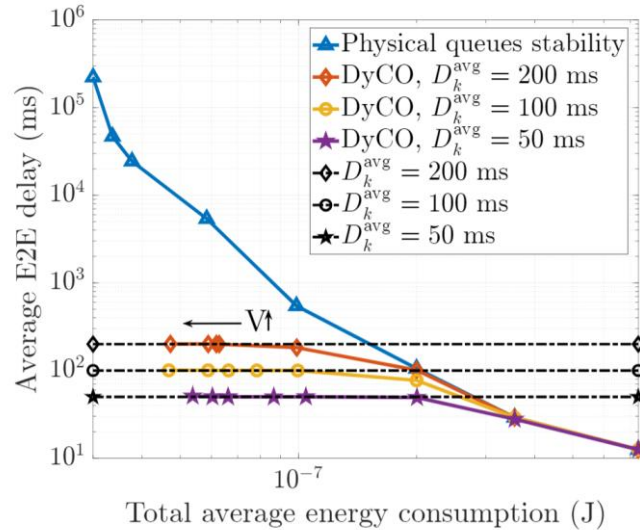 10^6
10^5
10^4
10^3
10^2
10^1
Average E2E delay (ms)
Physical queues stability
DyCO, D_k^avg = 200 ms
DyCO, D_k^avg = 100 ms
DyCO, D_k^avg = 50 ms
D_k^avg = 200 ms
D_k^avg = 100 ms
D_k^avg = 50 ms
←V↑
10^-7
Total average energy consumption (J)